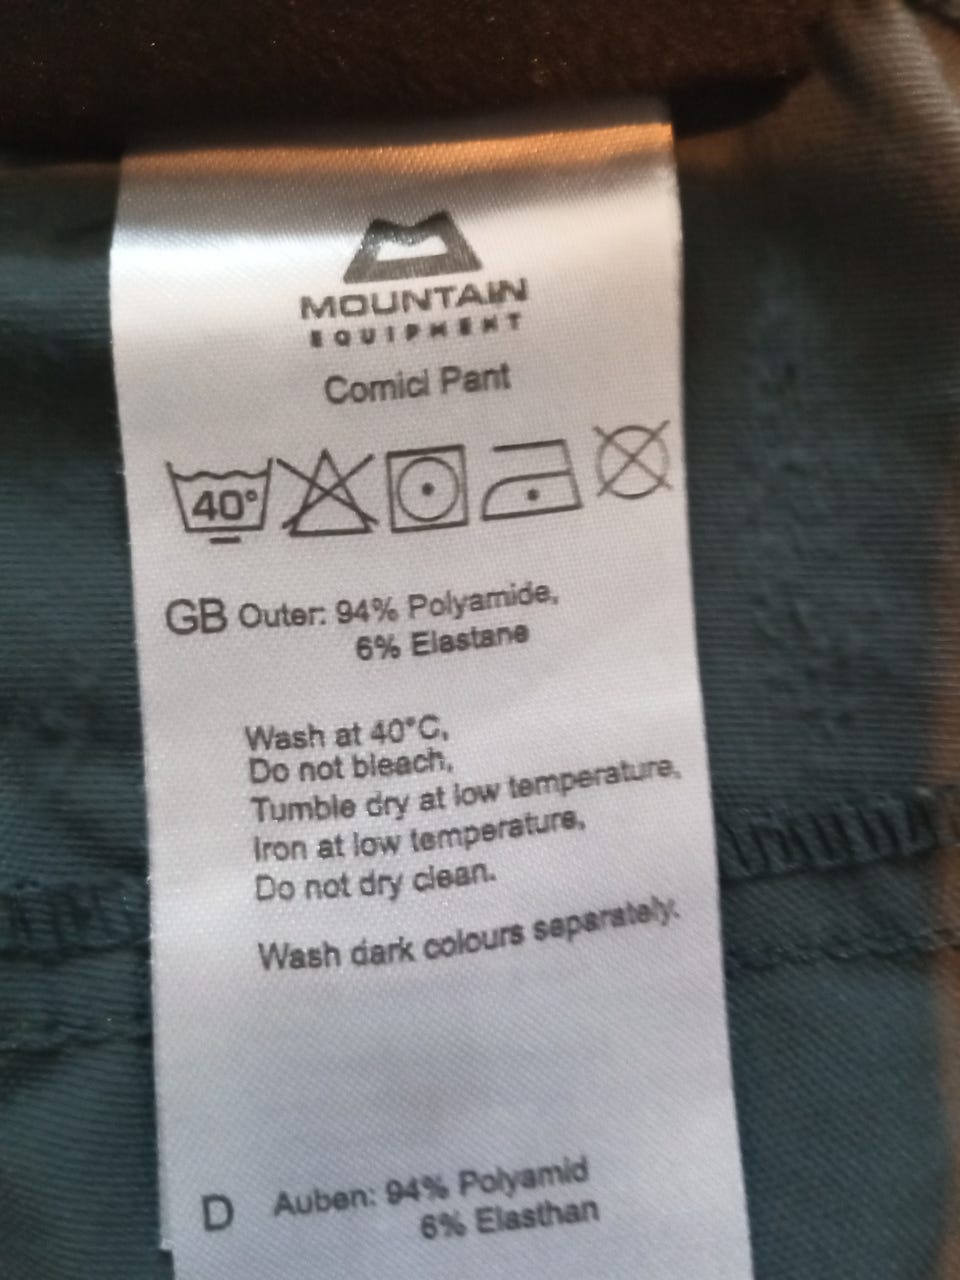 MOUNTAIN
EQUIPMENT
Comici Pant
40°
GB Outer: 94% Polyamide,
6% Elastane
Wash at 40°C,
Do not bleach,
Tumble dry at low temperature,
Iron at low temperature,
Do not dry clean.
Wash dark colours separately.
D Auben: 94% Polyamid
6% Elasthan